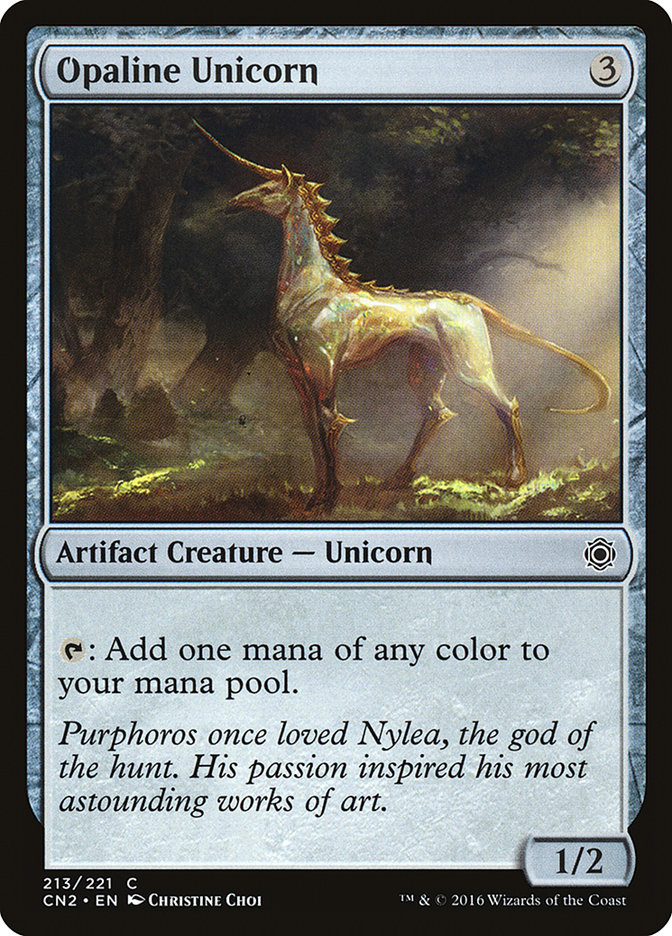 Opaline Unicorn 3
Artifact Creature — Unicorn
: Add one mana of any color to
your mana pool.
Purphoros once loved Nylea, the god of
the hunt. His passion inspired his most
astounding works of art.
1/2
213/221 C
CN2 • EN Christine Choi
™ & © 2016 Wizards of the Coast